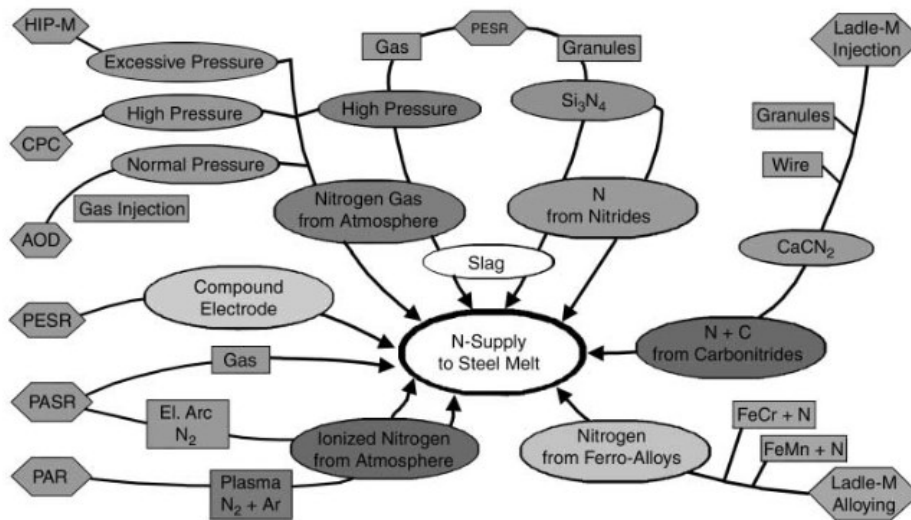 HIP-M
Excessive Pressure
High Pressure
CPC
Normal Pressure
Gas Injection
AOD
Gas
PESR
Granules
High Pressure
Si₃N₄
Nitrogen Gas
from Atmosphere
N
from Nitrides
Slag
Ladle-M
Injection
Granules
Wire
CaCN₂
N + C
from Carbonitrides
PESR
Compound
Electrode
N-Supply
to Steel Melt
PASR
Gas
El. Arc
N₂
Ionized Nitrogen
from Atmosphere
PAR
Plasma
N₂ + Ar
Nitrogen
from Ferro-Alloys
FeCr + N
FeMn + N
Ladle-M
Alloying